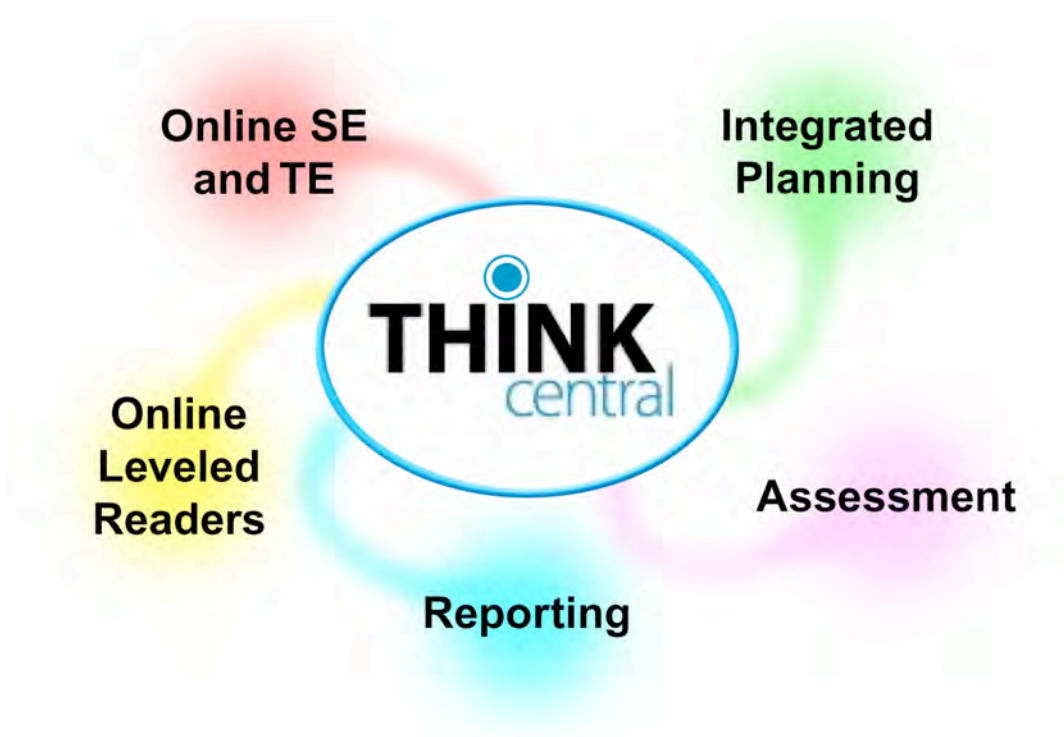 Online SE
and TE
Integrated
Planning
THINK
central
Online
Leveled
Readers
Assessment
Reporting